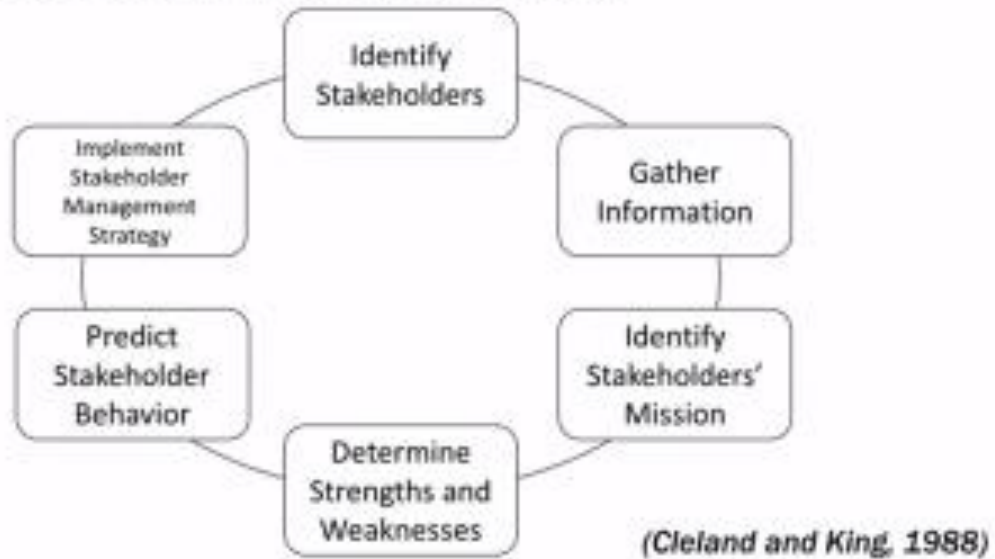 Identify
Stakeholders
Gather
Information
Identify
Stakeholders'
Mission
Determine
Strengths and
Weaknesses
Predict
Stakeholder
Behavior
Implement
Stakeholder
Management
Strategy
(Cleland and King, 1988)